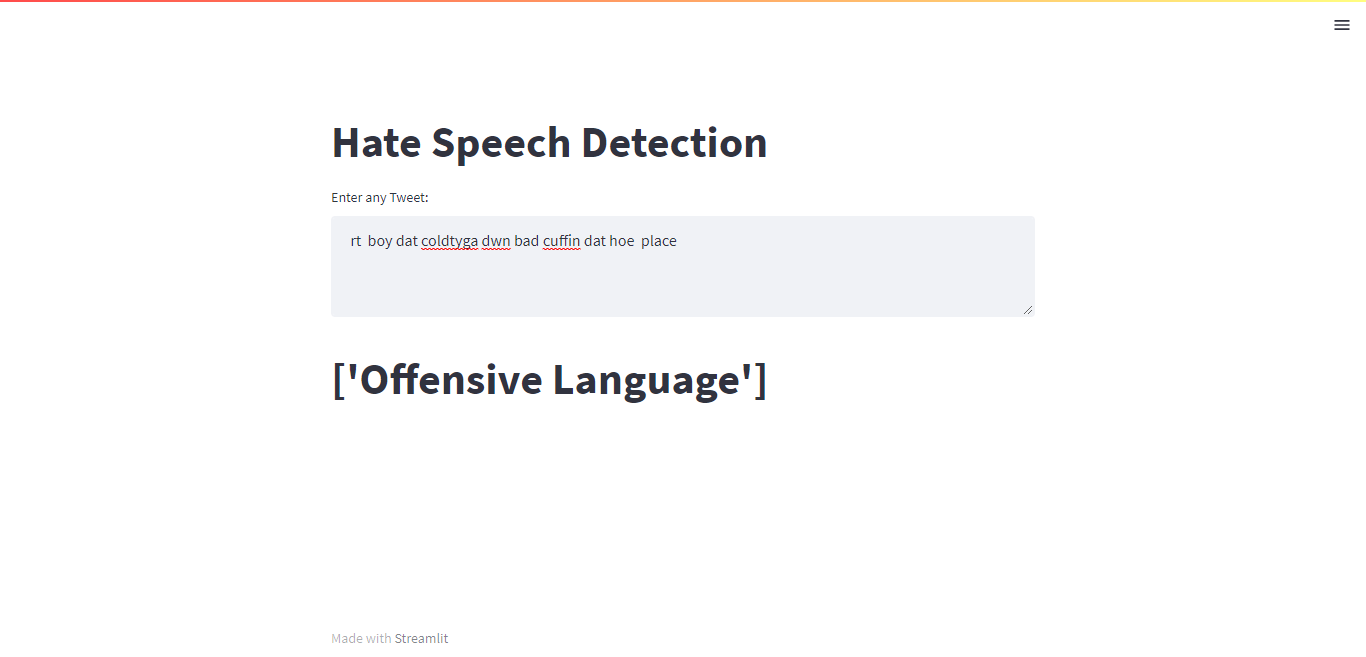 Hate Speech Detection
Enter any Tweet:
rt  boy dat coldtyga dwn bad cuffin dat hoe  place
['Offensive Language']
Made with Streamlit